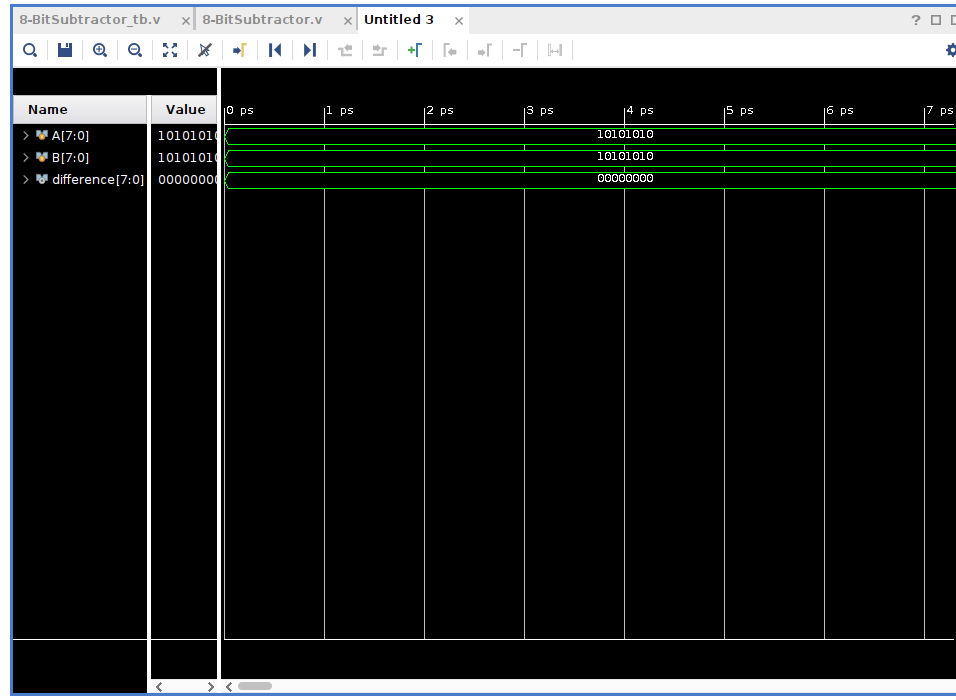 8-BitSubtractor_tb.v × 8-BitSubtractor.v × Untitled 3 × ?
Name Value 0 ps 1 ps 2 ps 3 ps 4 ps 5 ps 6 ps 7 ps
A[7:0] 10101010 10101010
B[7:0] 10101010 10101010
difference[7:0] 00000000 00000000